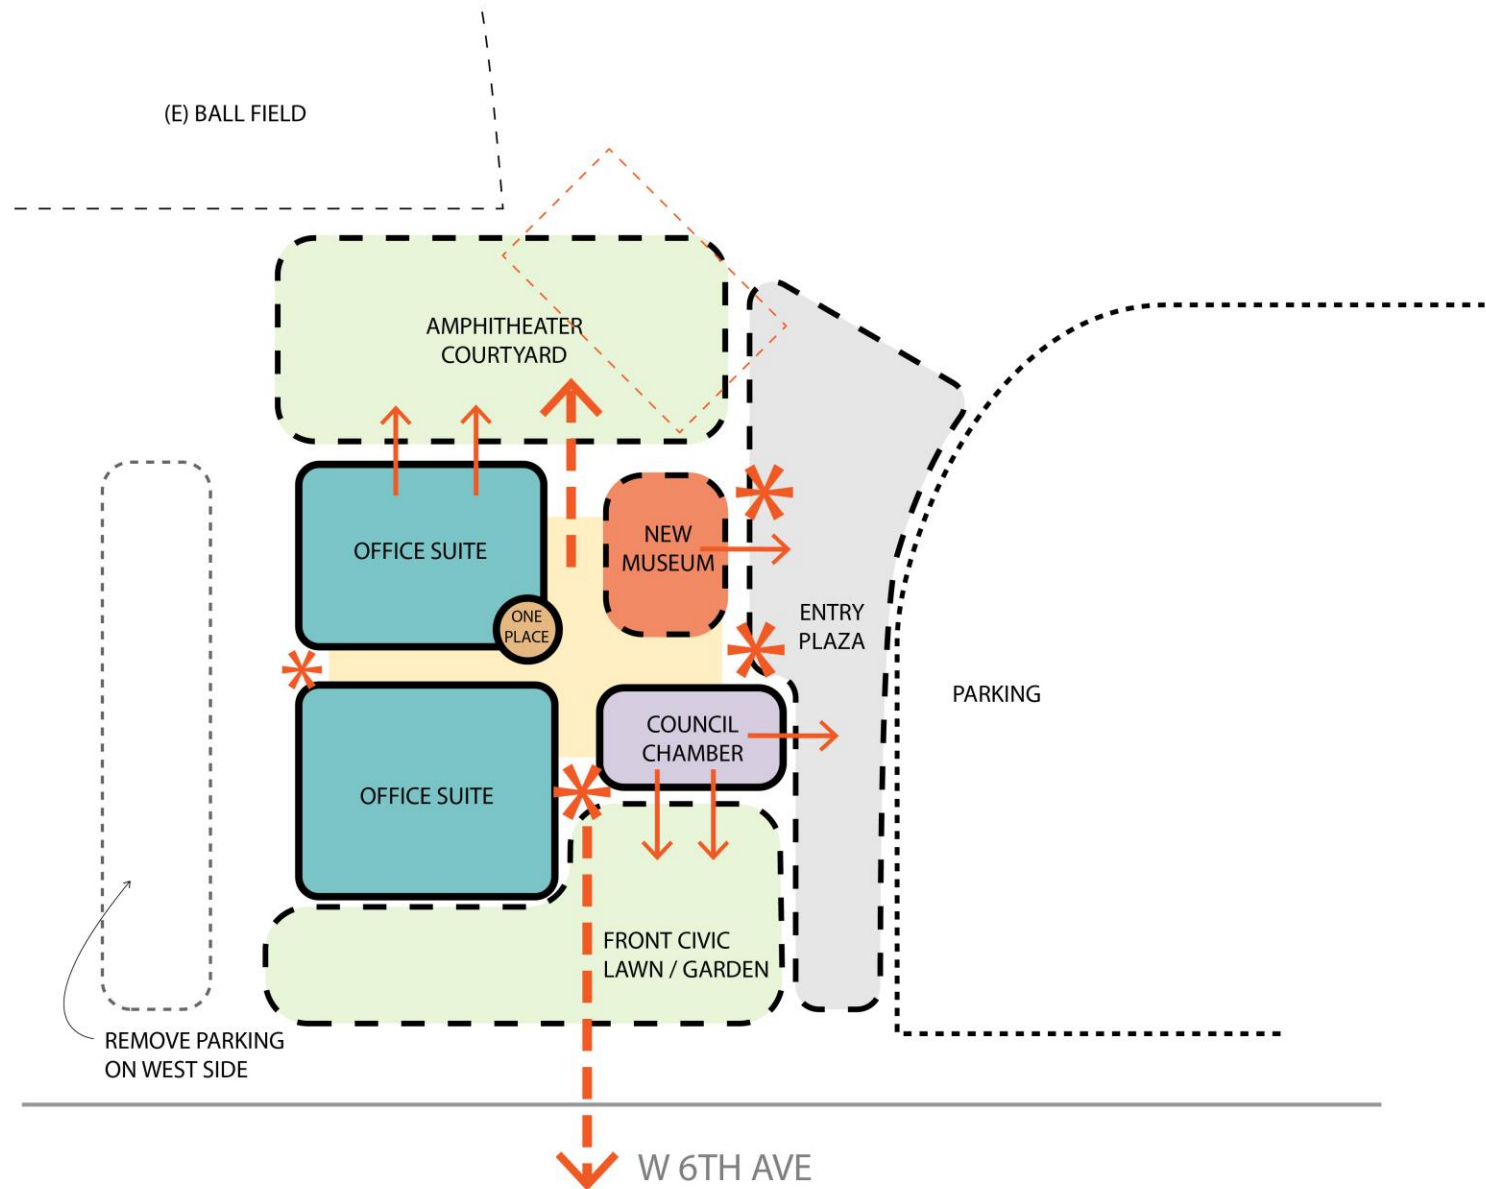 (E) BALL FIELD
AMPHITHEATER
COURTYARD
OFFICE SUITE
NEW
MUSEUM
ONE
PLACE
ENTRY
PLAZA
PARKING
COUNCIL
CHAMBER
OFFICE SUITE
FRONT CIVIC
LAWN / GARDEN
REMOVE PARKING
ON WEST SIDE
W 6TH AVE